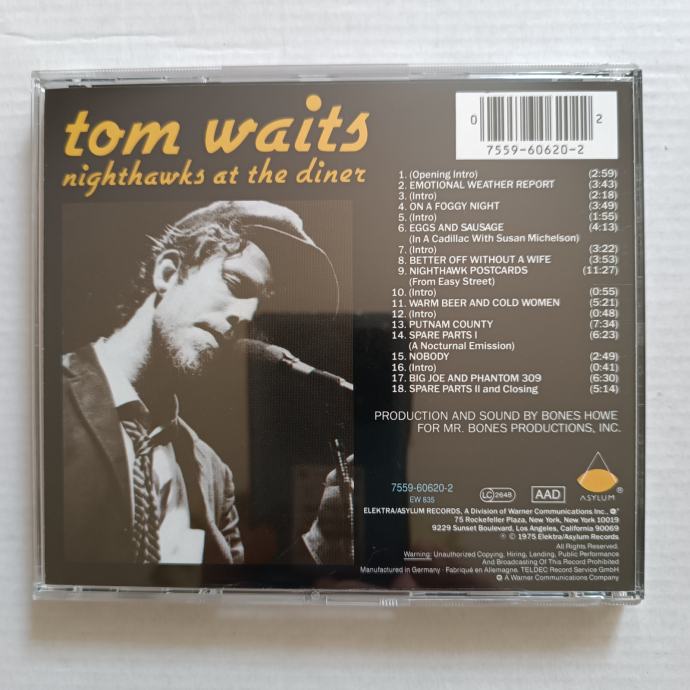 tom waits
nighthawks at the diner
0 2
7559-60620-2
1. (Opening Intro) (2:59)
2. EMOTIONAL WEATHER REPORT (3:43)
3. (Intro) (2:18)
4. ON A FOGGY NIGHT (3:49)
5. (Intro) (1:55)
6. EGGS AND SAUSAGE (4:13)
(In A Cadillac With Susan Michelson)
7. (Intro) (3:22)
8. BETTER OFF WITHOUT A WIFE (3:53)
9. NIGHTHAWK POSTCARDS (11:27)
(From Easy Street)
10. (Intro) (0:55)
11. WARM BEER AND COLD WOMEN (5:21)
12. (Intro) (0:48)
13. PUTNAM COUNTY (7:34)
14. SPARE PARTS I (6:23)
(A Nocturnal Emission)
15. NOBODY (2:49)
16. (Intro) (0:41)
17. BIG JOE AND PHANTOM 309 (6:30)
18. SPARE PARTS II and Closing (5:14)
PRODUCTION AND SOUND BY BONES HOWE
FOR MR. BONES PRODUCTIONS, INC.
7559-60620-2
EW 835
LC 2648
AAD
ASYLUM ®
ELEKTRA/ASYLUM RECORDS, A Division of Warner Communications Inc.,
75 Rockefeller Plaza, New York, New York 10019
9229 Sunset Boulevard, Los Angeles, California 90069
℗ © 1975 Elektra/Asylum Records
All Rights Reserved.
Warning: Unauthorized Copying, Hiring, Lending, Public Performance
And Broadcasting Of This Record Prohibited
Manufactured in Germany · Fabriqué en Allemagne. TELDEC Record Service GmbH
A Warner Communications Company